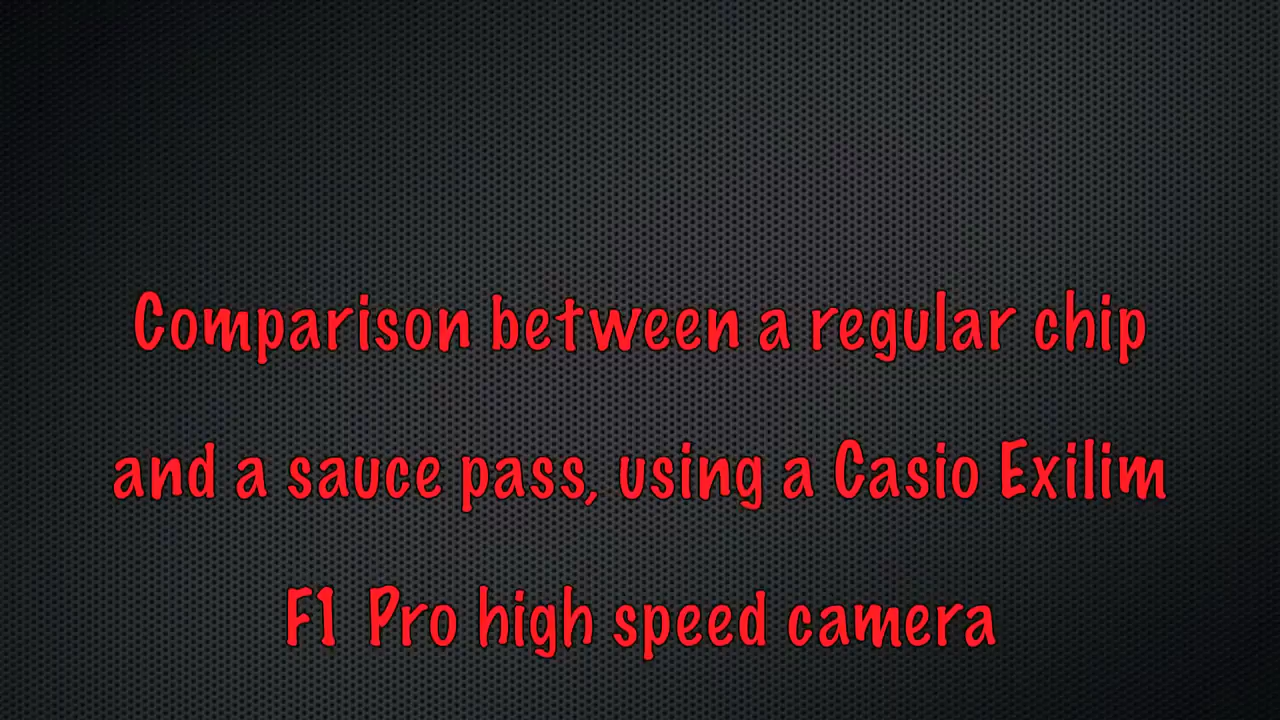 Comparison between a regular chip
and a sauce pass, using a Casio Exilim
F1 Pro high speed camera